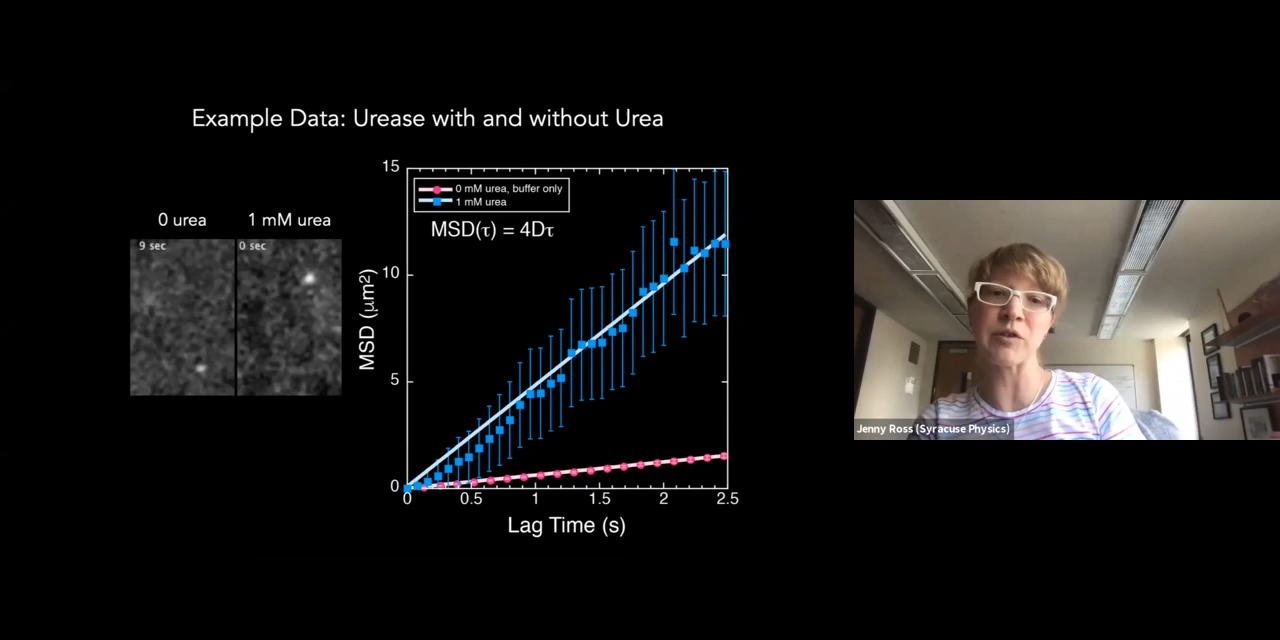 Example Data: Urease with and without Urea
0 urea
1 mM urea
9 sec
0 sec
15
10
5
0
MSD (μm²)
0 mM urea, buffer only
1 mM urea
MSD(τ) = 4Dτ
0
0.5
1
1.5
2
2.5
Lag Time (s)
Jenny Ross (Syracuse Physics)